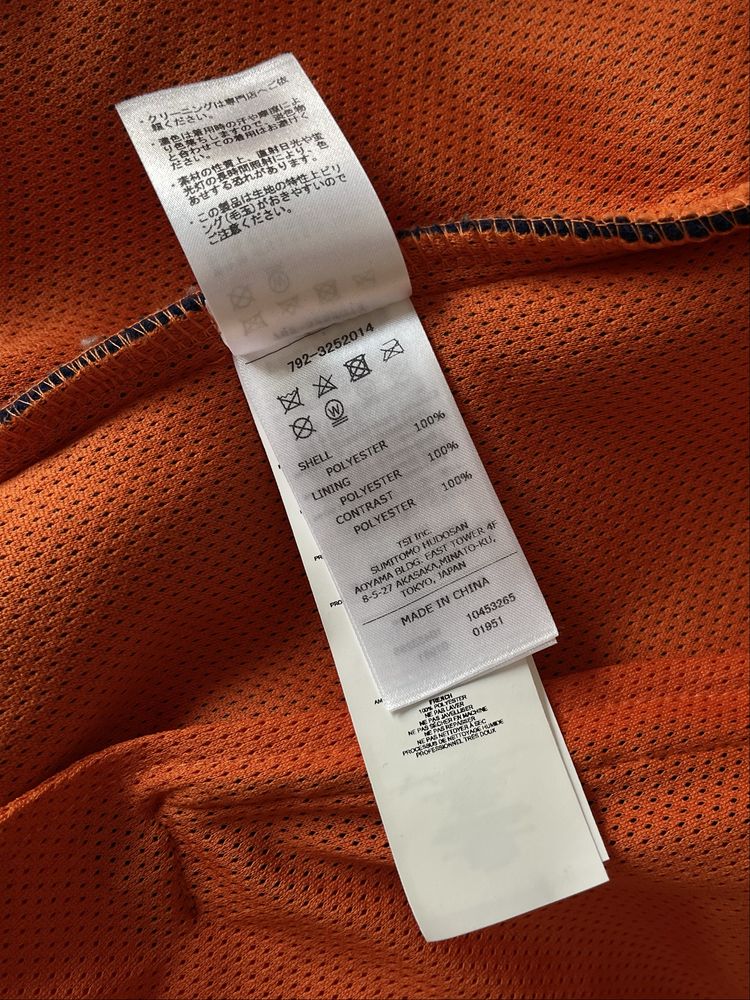 ・クリーニングは専門店へご依
頼ください。
・濃色は着用時の汗や摩擦によ
り色落ちしますので、淡色物
と合わせての着用はお避けく
ださい。
・素材の性質上、直射日光や蛍
光灯の長時間照射により、色
あせする恐れがあります。
・この製品は生地の特性上ピリ
ング(毛玉)がおきやすいので
ご注意ください。
792-3252014
W
SHELL
POLYESTER 100%
LINING
POLYESTER 100%
CONTRAST
POLYESTER 100%
TSI Inc.
SUMITOMO HUDOSAN
AOYAMA BLDG. EAST TOWER 4F
8-5-27 AKASAKA,MINATO-KU,
TOKYO, JAPAN
MADE IN CHINA
10453265
01951
PR
PRO
AM
FRENCH
100% POLYESTER
NE PAS LAVER
NE PAS JAVELLISER
NE PAS SÉCHER EN MACHINE
NE PAS REPASSER
NE PAS NETTOYER À SEC
PROCESSUS DE NETTOYAGE HUMIDE
PROFESSIONNEL TRÈS DOUX